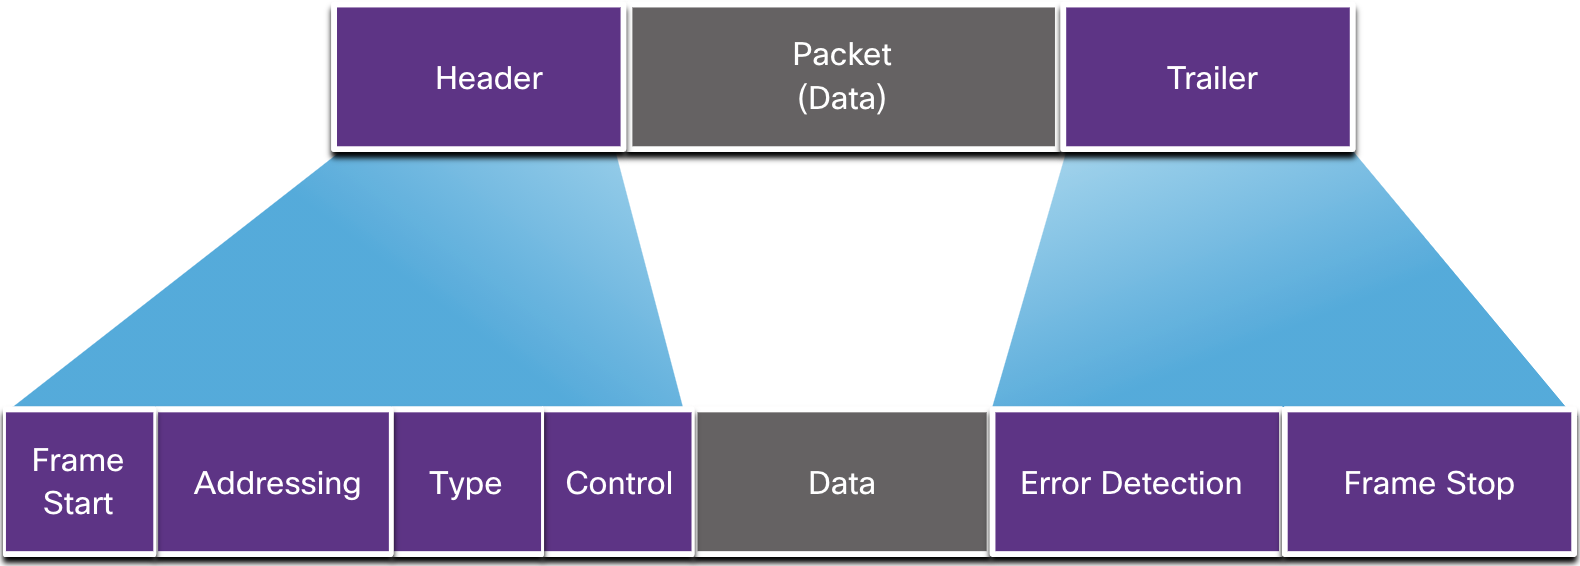 Header
Packet
(Data)
Trailer
Frame
Start
Addressing
Type
Control
Data
Error Detection
Frame Stop